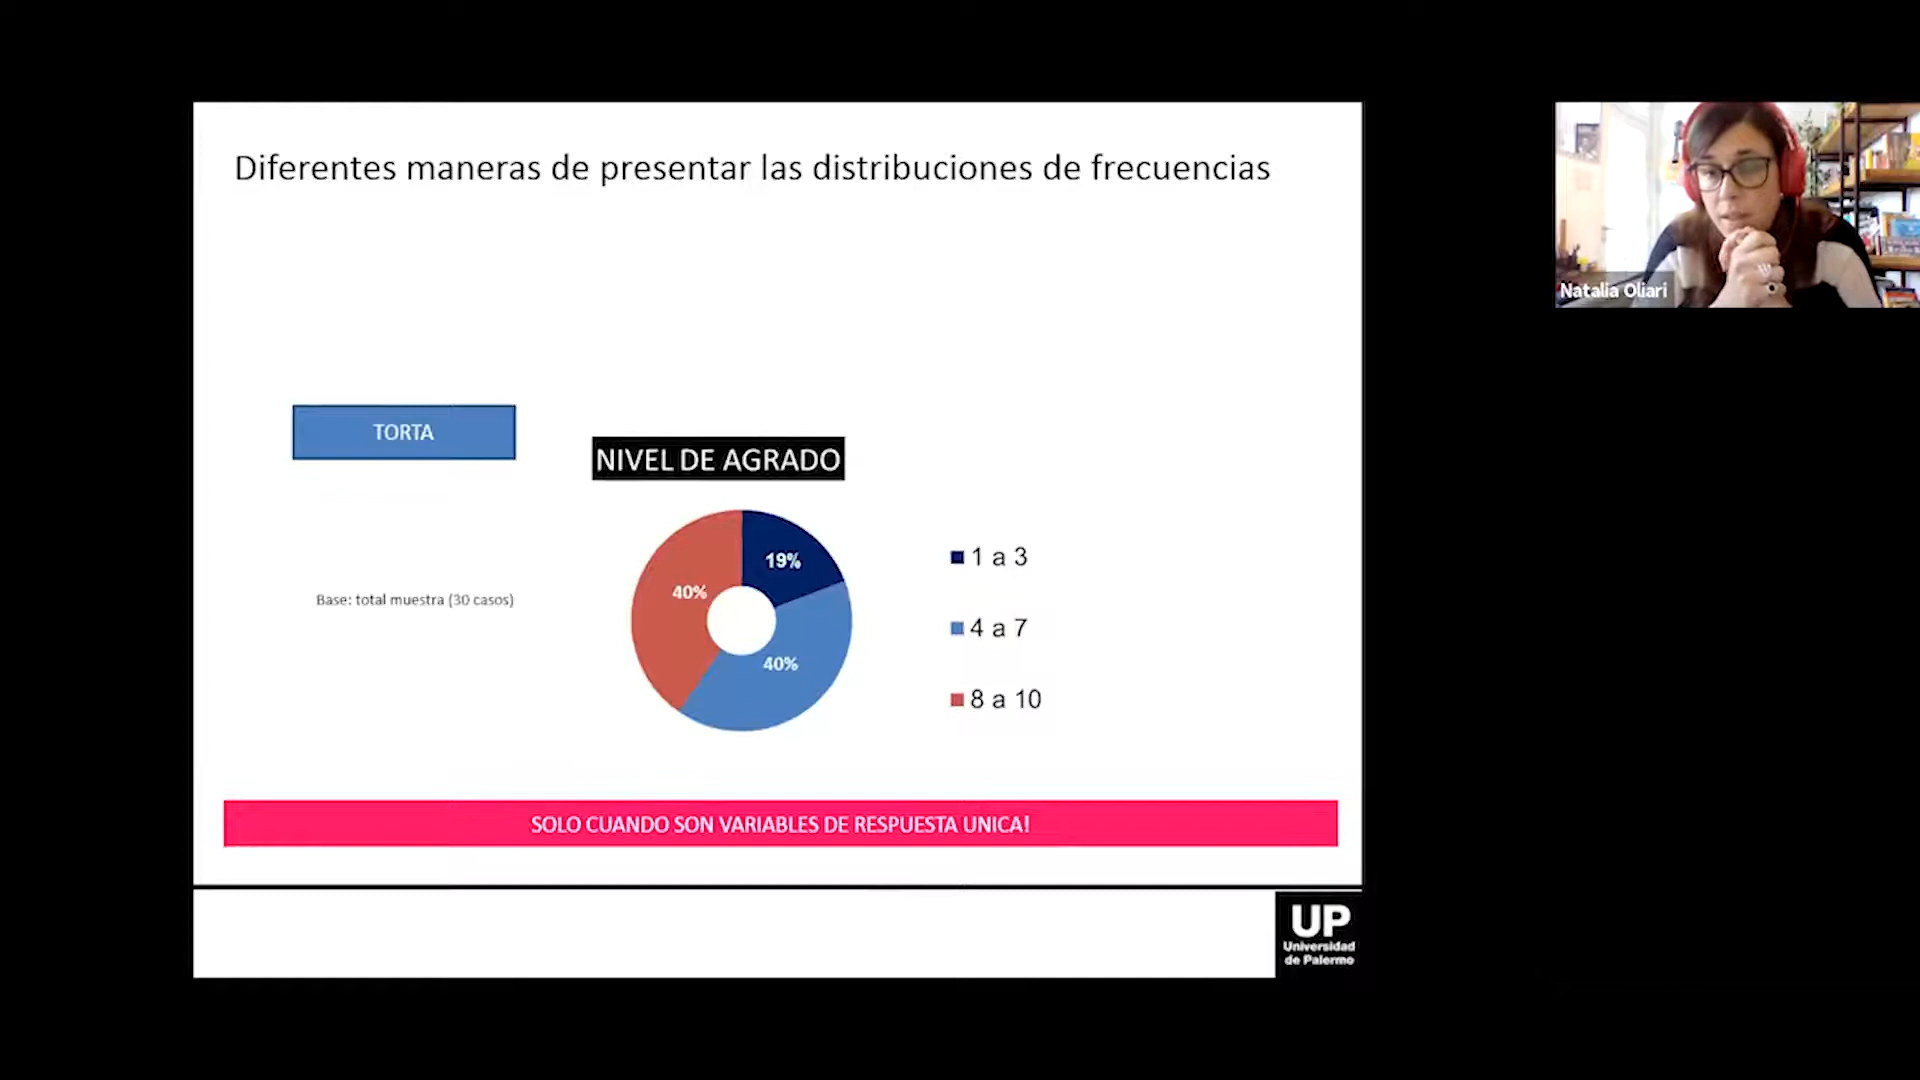 Diferentes maneras de presentar las distribuciones de frecuencias
Natalia Oliari
TORTA
NIVEL DE AGRADO
19%
40%
40%
1 a 3
4 a 7
8 a 10
Base: total muestra (30 casos)
SOLO CUANDO SON VARIABLES DE RESPUESTA UNICA!
UP
Universidad
de Palermo